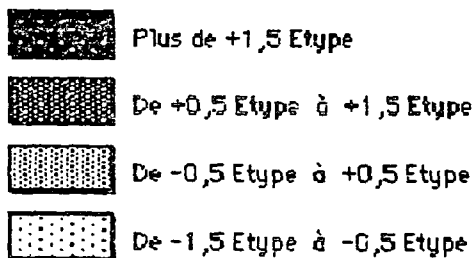 Plus de +1,5 Etype
De +0,5 Etype à +1,5 Etype
De -0,5 Etype à +0,5 Etype
De -1,5 Etype à -0,5 Etype